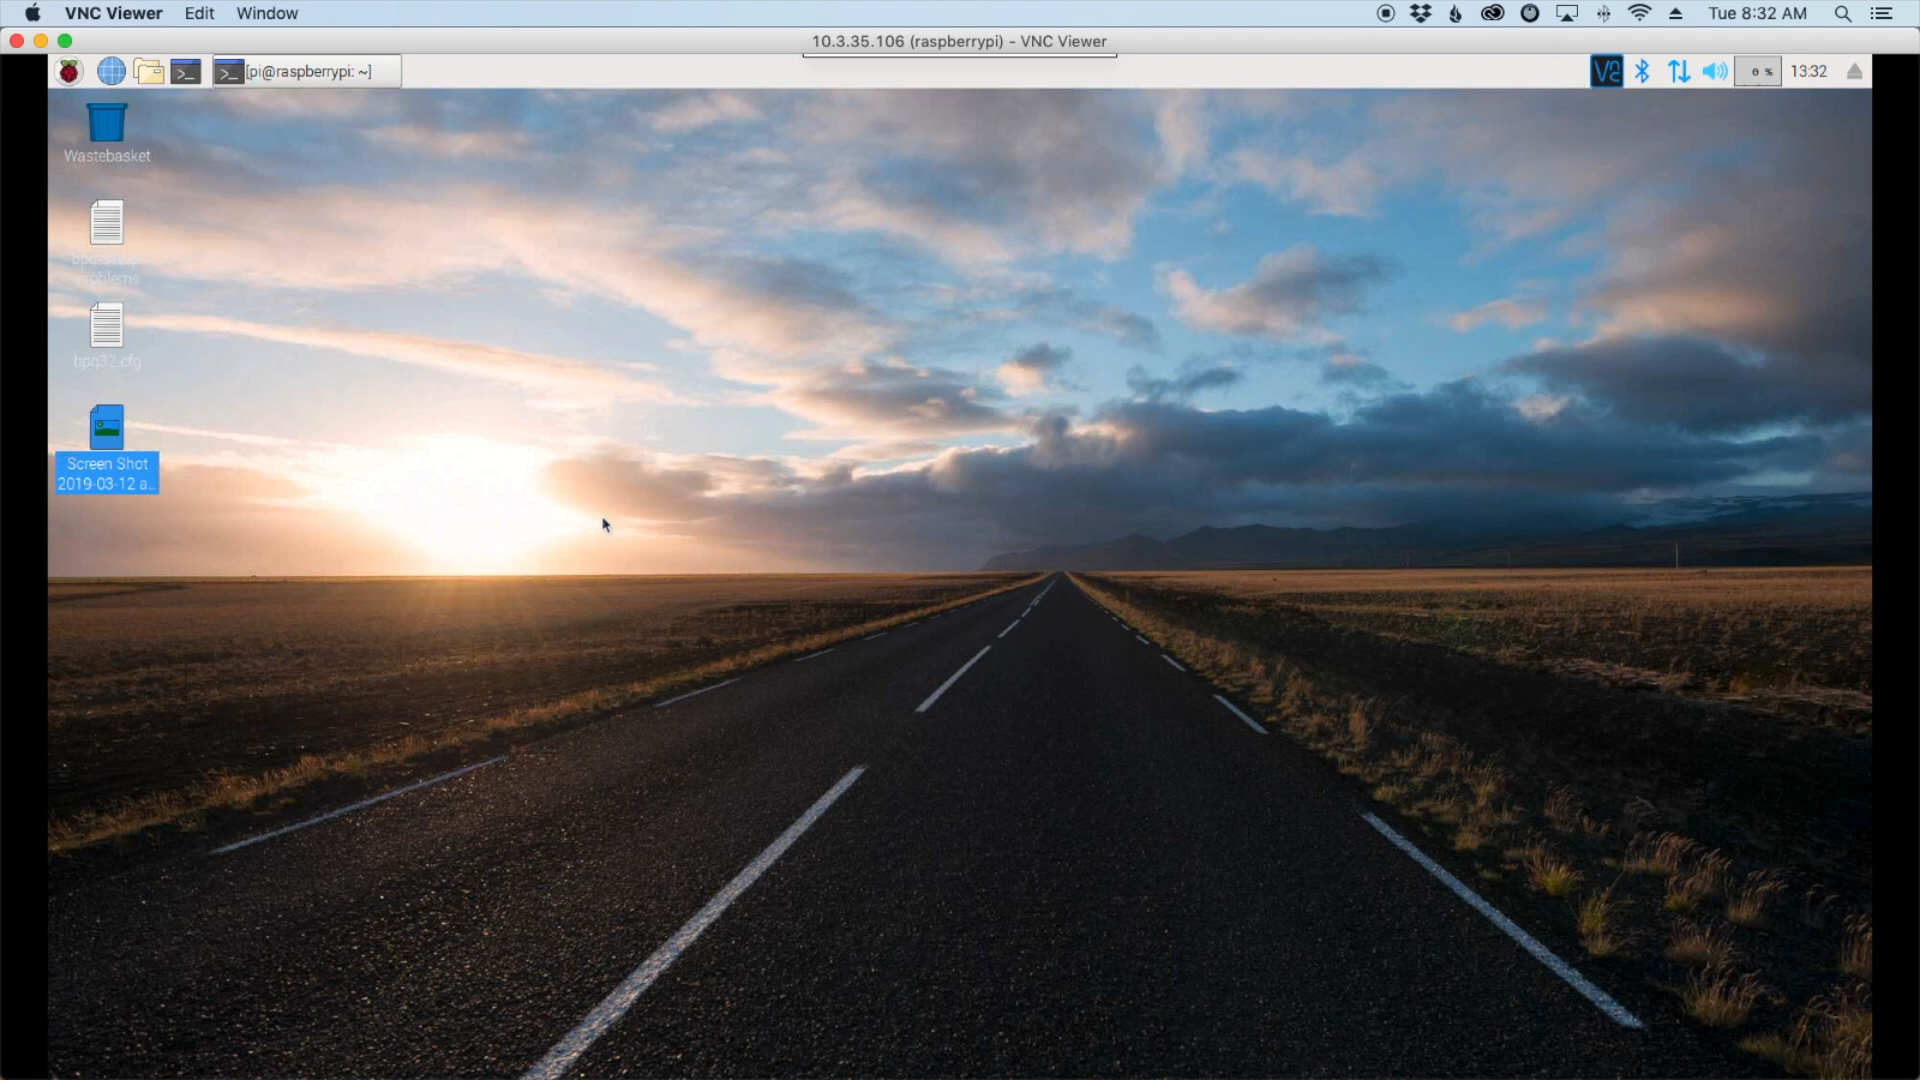 VNC Viewer Edit Window Tue 8:32 AM
10.3.35.106 (raspberrypi) - VNC Viewer
[pi@raspberrypi: ~] 0 % 13:32
Wastebasket
problems
bpq32.cfg
Screen Shot
2019-03-12 a...